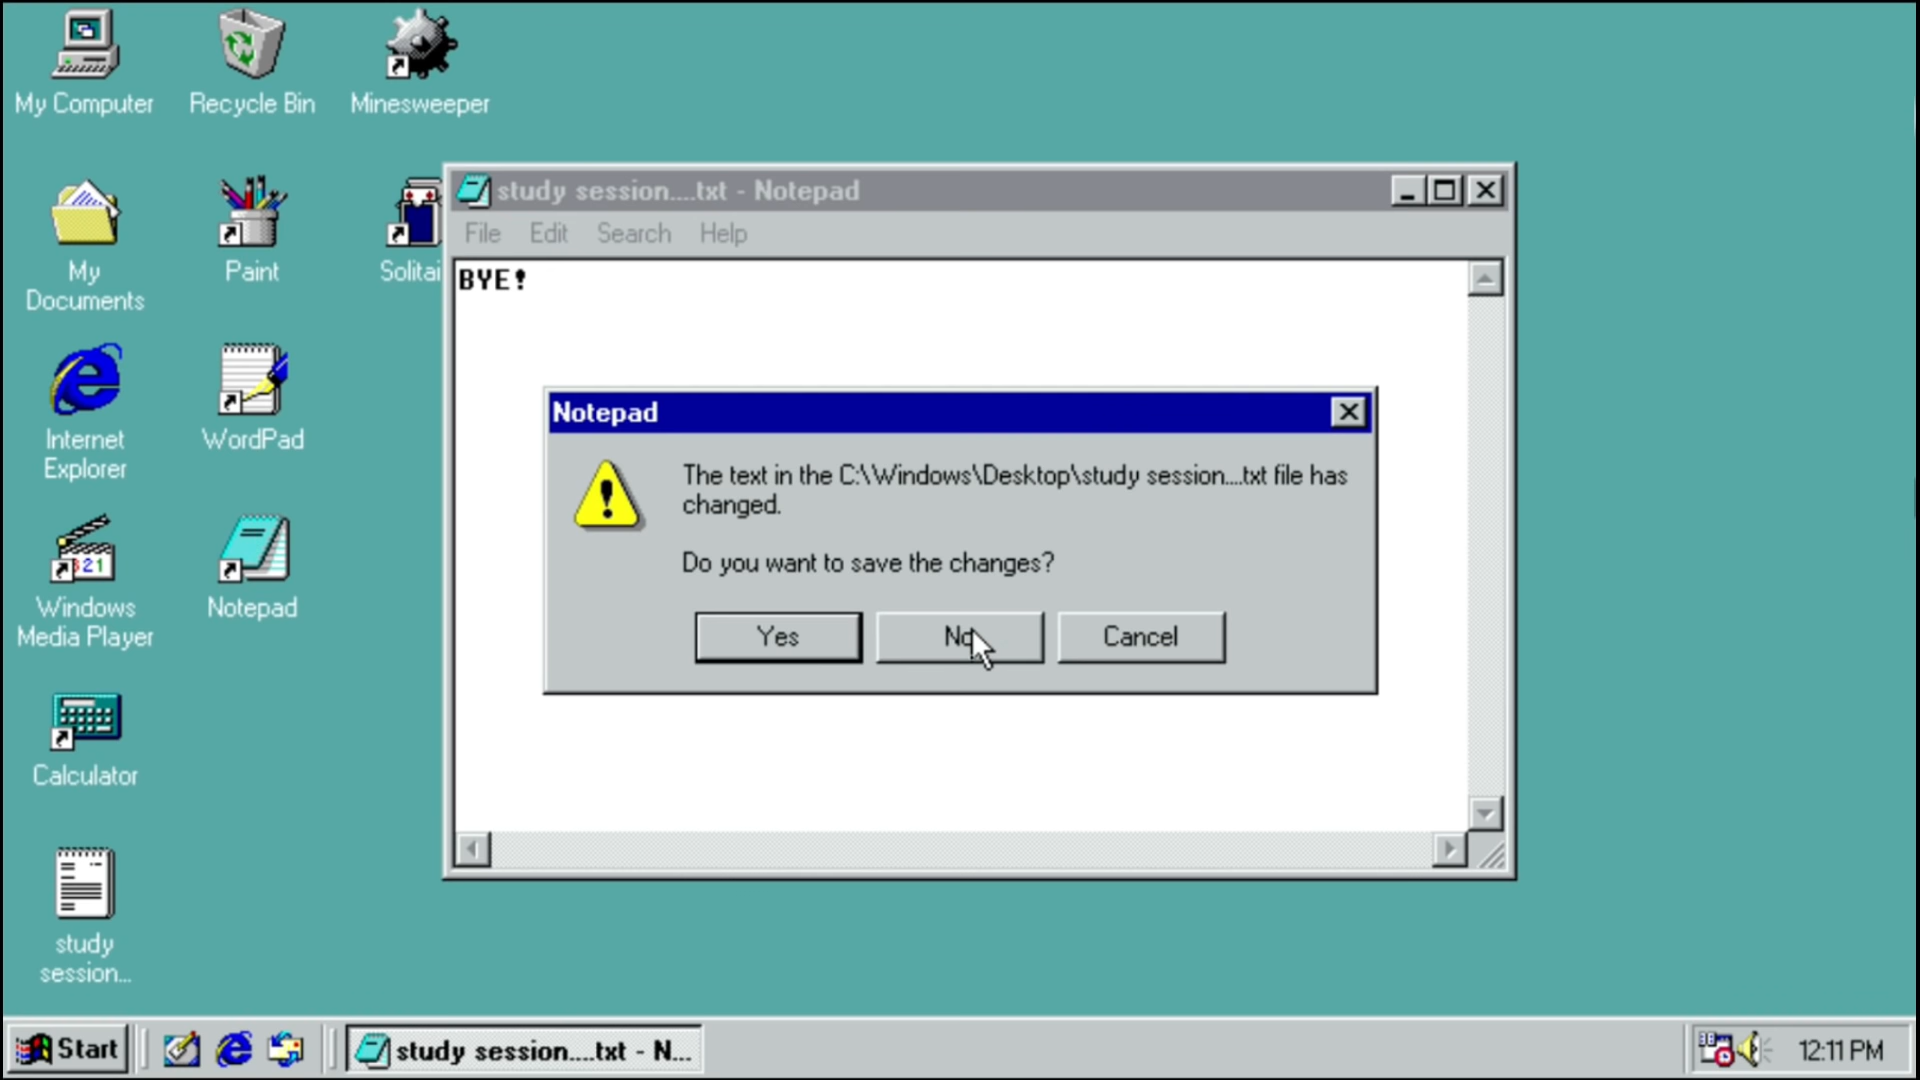 My Computer
Recycle Bin
Minesweeper
My
Documents
Paint
Solitai
Internet
Explorer
WordPad
Windows
Media Player
Notepad
Calculator
study
session...
study session....txt - Notepad
File Edit Search Help
BYE!
Notepad
The text in the C:\Windows\Desktop\study session....txt file has
changed.
Do you want to save the changes?
Yes
No
Cancel
Start
study session....txt - N...
12:11 PM